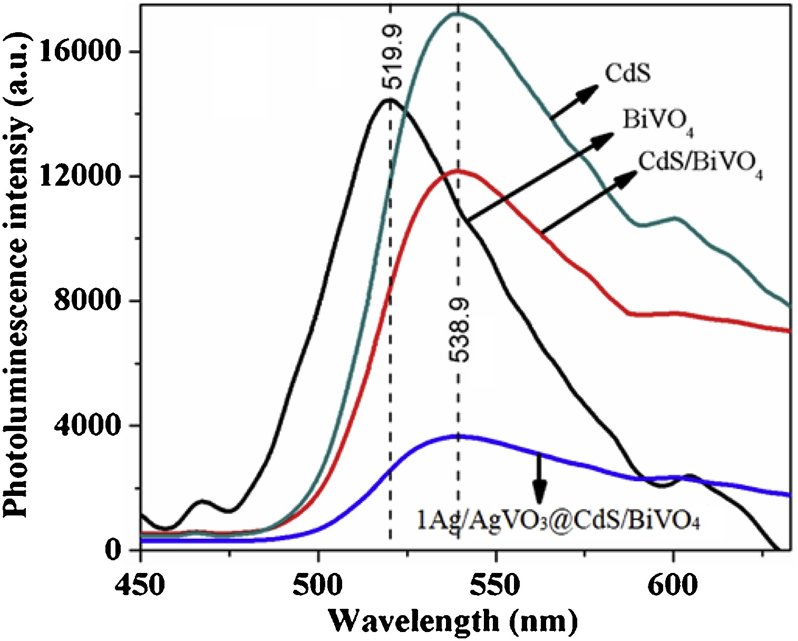 Photoluminescence intensiy (a.u.)
16000
12000
8000
4000
0
519.9
538.9
CdS
BiVO₄
CdS/BiVO₄
1Ag/AgVO₃@CdS/BiVO₄
450
500
550
600
Wavelength (nm)